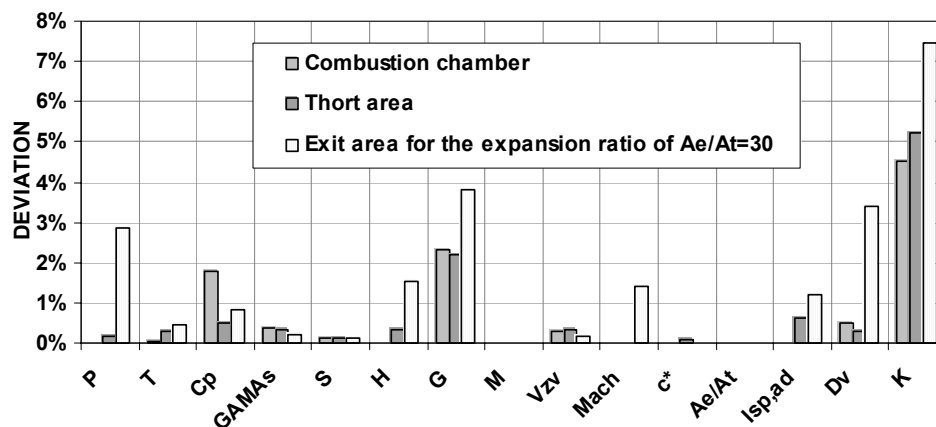 8%
7%
6%
5%
4%
3%
2%
1%
0%
DEVIATION
Combustion chamber
Thort area
Exit area for the expansion ratio of Ae/At=30
P
T
Cp
GAMAs
S
H
G
M
Vzv
Mach
c*
Ae/At
Isp,ad
Dv
K